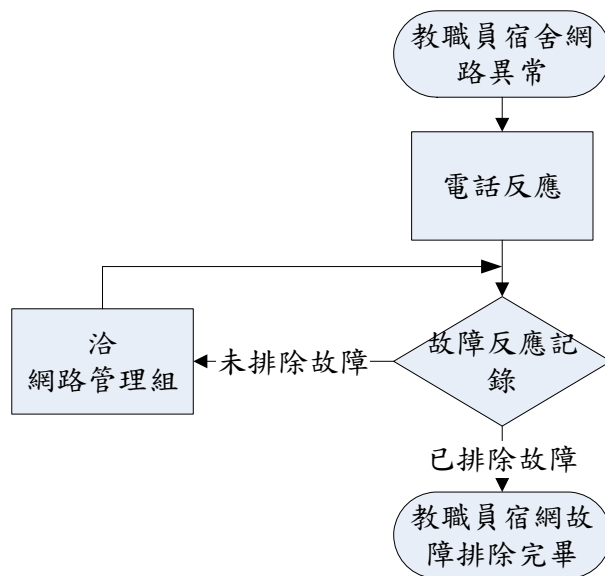 教職員宿舍網
路異常
電話反應
洽
網路管理組
未排除故障
故障反應記
錄
已排除故障
教職員宿網故
障排除完畢